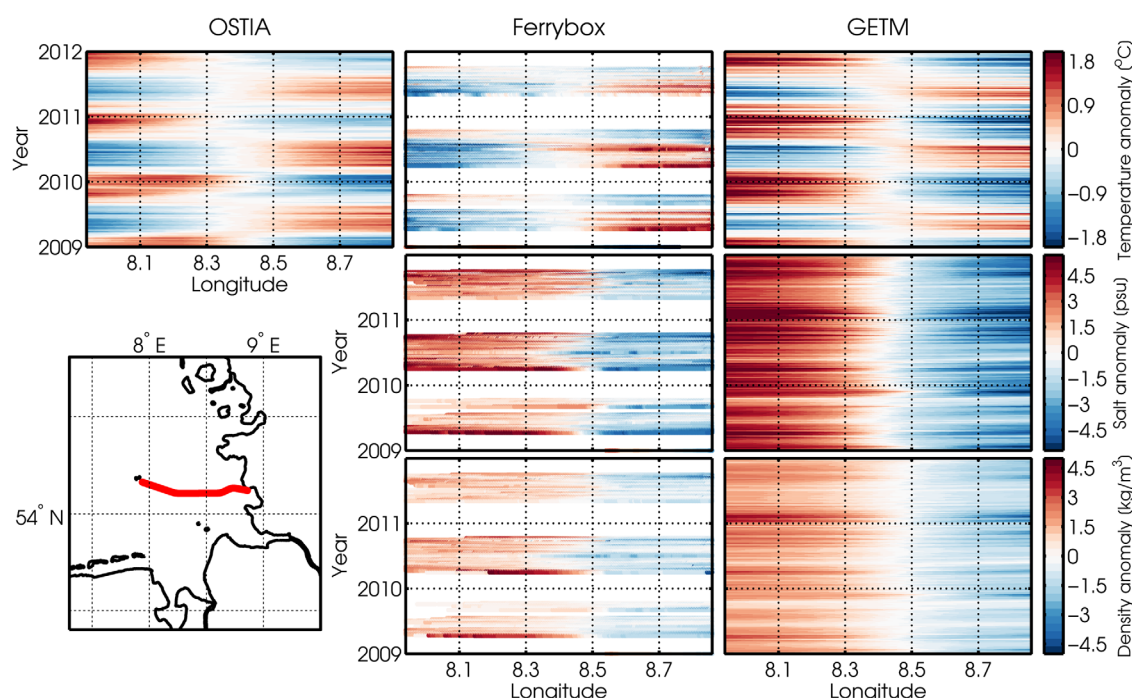 OSTIA Ferrybox GETM
2012
2011
2010
2009
Year
8.1 8.3 8.5 8.7
Longitude
1.8
0.9
0
−0.9
−1.8
Temperature anomaly (°C)
2011
2010
2009
Year
4.5
3
1.5
0
−1.5
−3
−4.5
Salt anomaly (psu)
8° E 9° E
54° N
2011
2010
2009
Year
8.1 8.3 8.5 8.7
Longitude
8.1 8.3 8.5 8.7
Longitude
4.5
3
1.5
0
−1.5
−3
−4.5
Density anomaly (kg/m³)